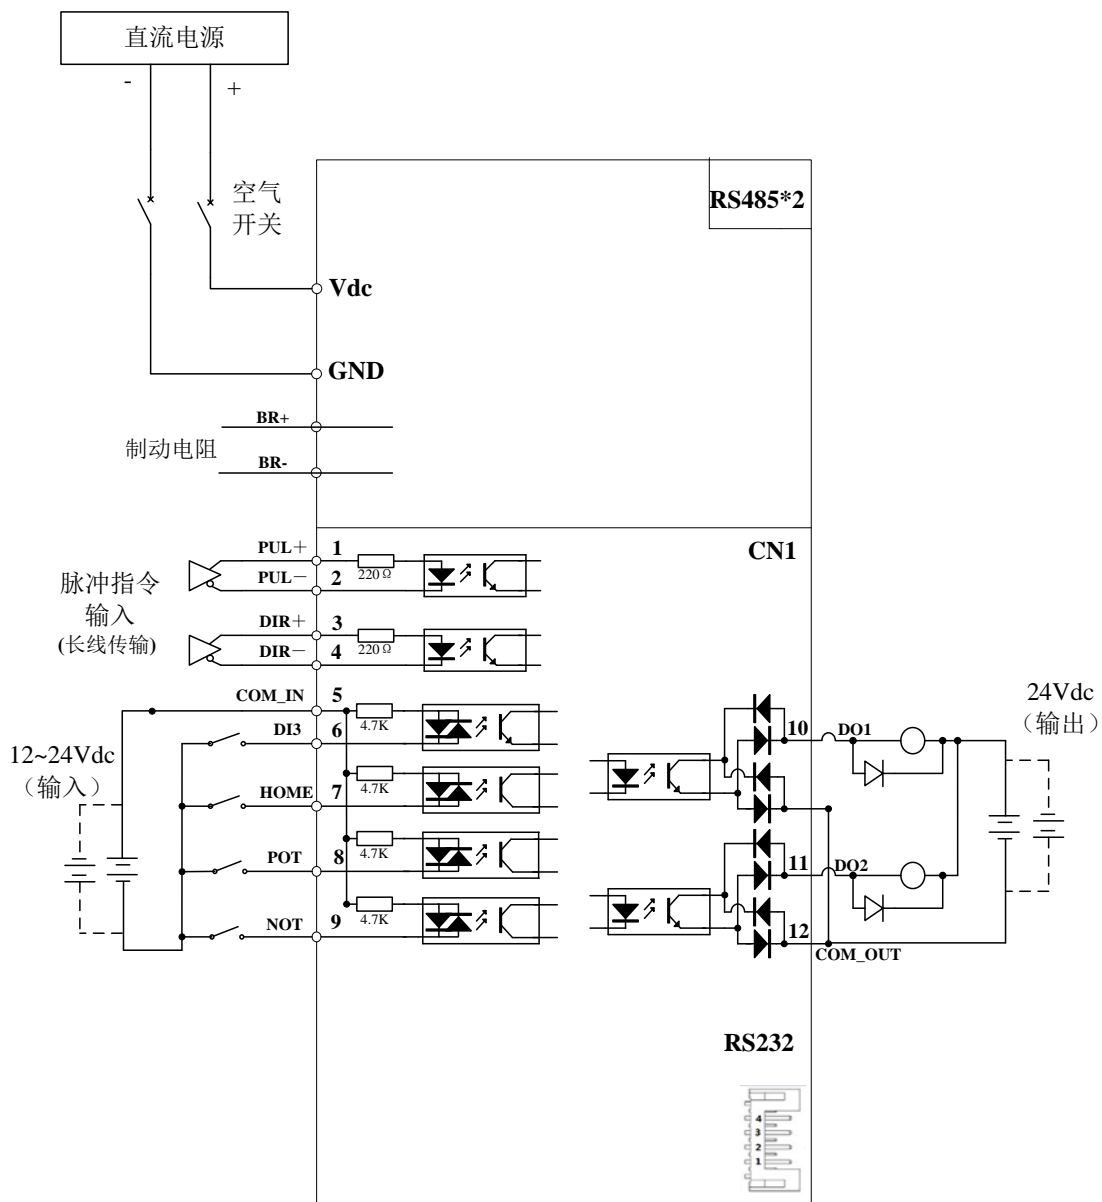 直流电源
-
+
空气
开关
RS485*2
Vdc
GND
BR+
制动电阻
BR-
CN1
PUL+ 1
220Ω
PUL- 2
脉冲指令
输入
(长线传输)
DIR+ 3
220Ω
DIR- 4
COM_IN 5
4.7K
DI3 6
12~24Vdc
（输入）
4.7K
HOME 7
4.7K
POT 8
4.7K
NOT 9
24Vdc
（输出）
10 DO1
11 DO2
12
COM_OUT
RS232
4
3
2
1